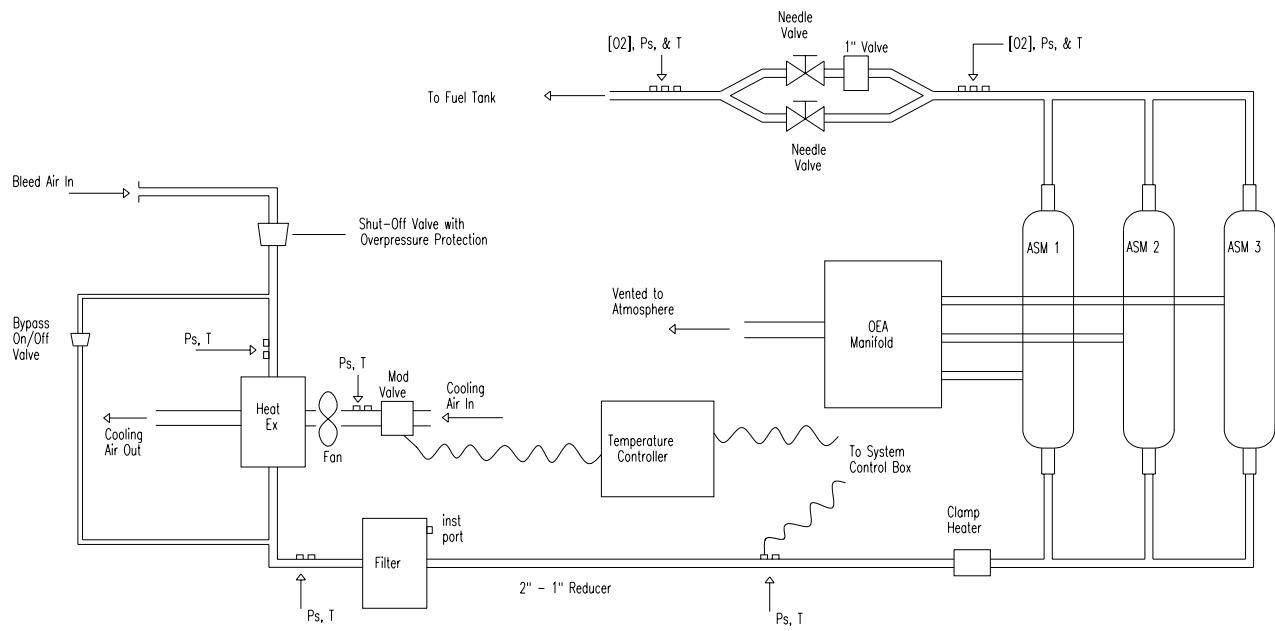 Needle
Valve
[O2], Ps, & T
1" Valve
[O2], Ps, & T
To Fuel Tank
Needle
Valve
Bleed Air In
Shut-Off Valve with
Overpressure Protection
ASM 1
ASM 2
ASM 3
Vented to
Atmosphere
OEA
Manifold
Bypass
On/Off
Valve
Ps, T
Ps, T
Mod
Valve
Cooling
Air In
Heat
Ex
Cooling
Air Out
Fan
Temperature
Controller
To System
Control Box
Clamp
Heater
inst
port
Filter
2" - 1" Reducer
Ps, T
Ps, T